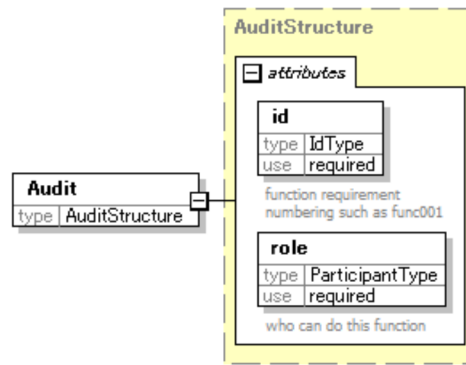 AuditStructure
attributes
id
type IdType
use required
function requirement
numbering such as func001
Audit
type AuditStructure
role
type ParticipantType
use required
who can do this function